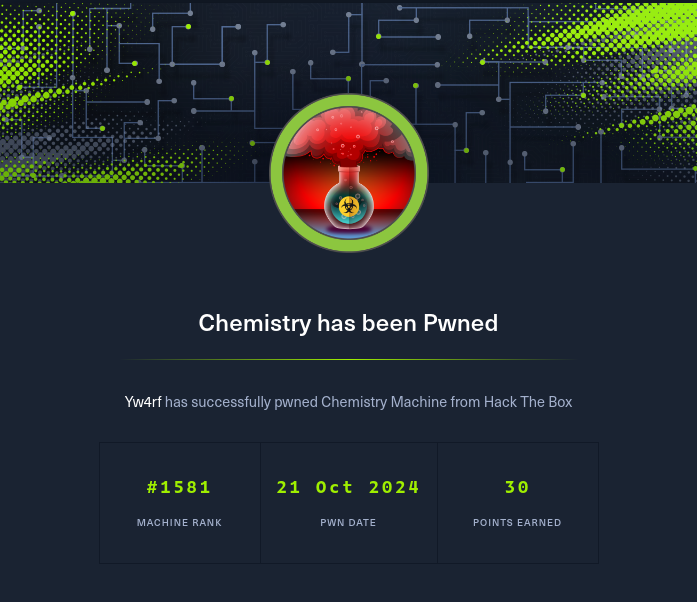 Chemistry has been Pwned
Yw4rf has successfully pwned Chemistry Machine from Hack The Box
#1581
MACHINE RANK
21 Oct 2024
PWN DATE
30
POINTS EARNED